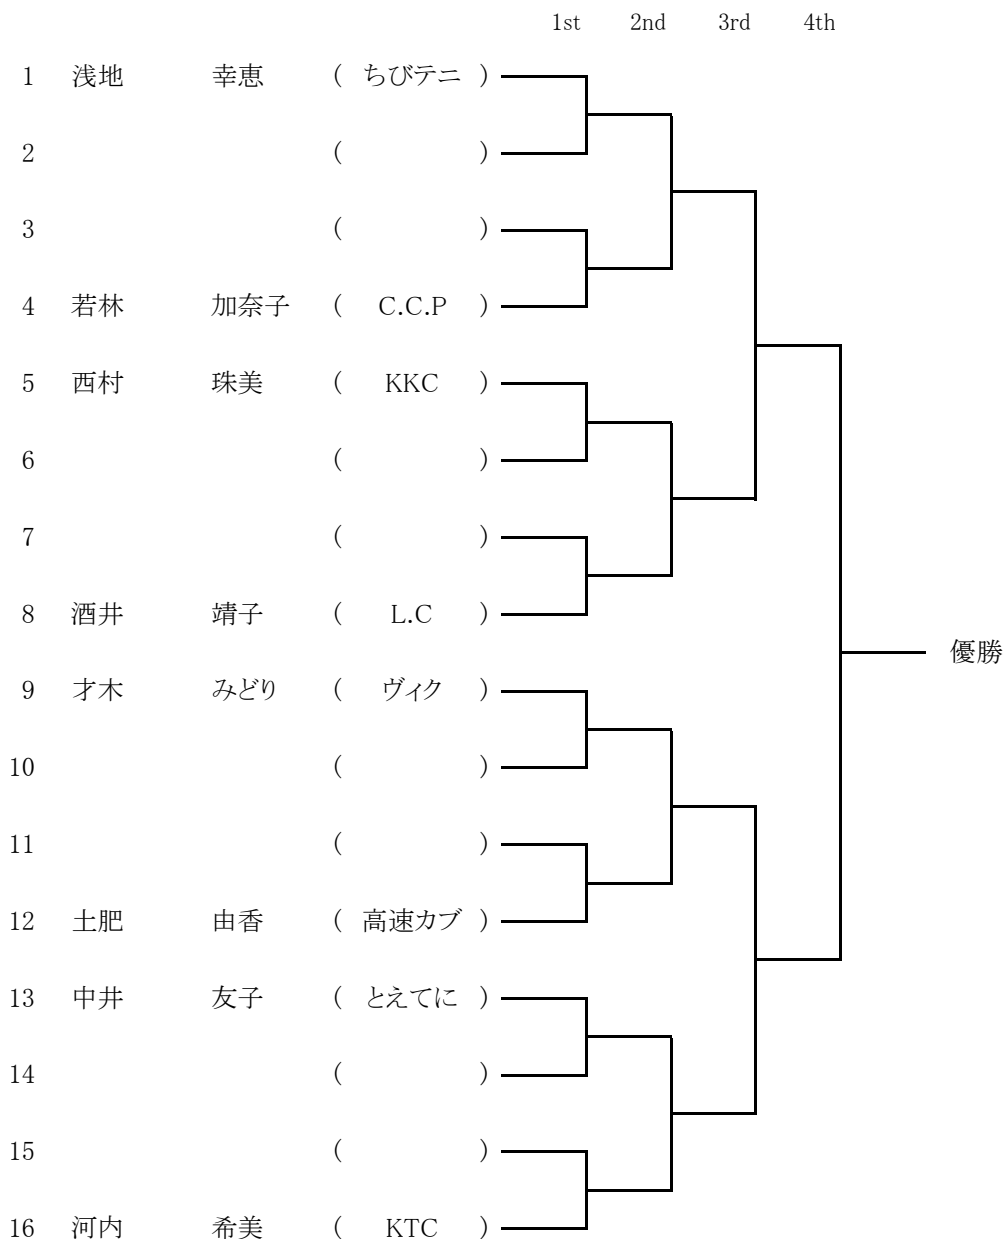 1st 2nd 3rd 4th
1 浅地 幸恵 ( ちびテニ )
2 ( )
3 ( )
4 若林 加奈子 ( C.C.P )
5 西村 珠美 ( KKC )
6 ( )
7 ( )
8 酒井 靖子 ( L.C )
優勝
9 才木 みどり ( ヴィク )
10 ( )
11 ( )
12 土肥 由香 ( 高速カブ )
13 中井 友子 ( とえてに )
14 ( )
15 ( )
16 河内 希美 ( KTC )